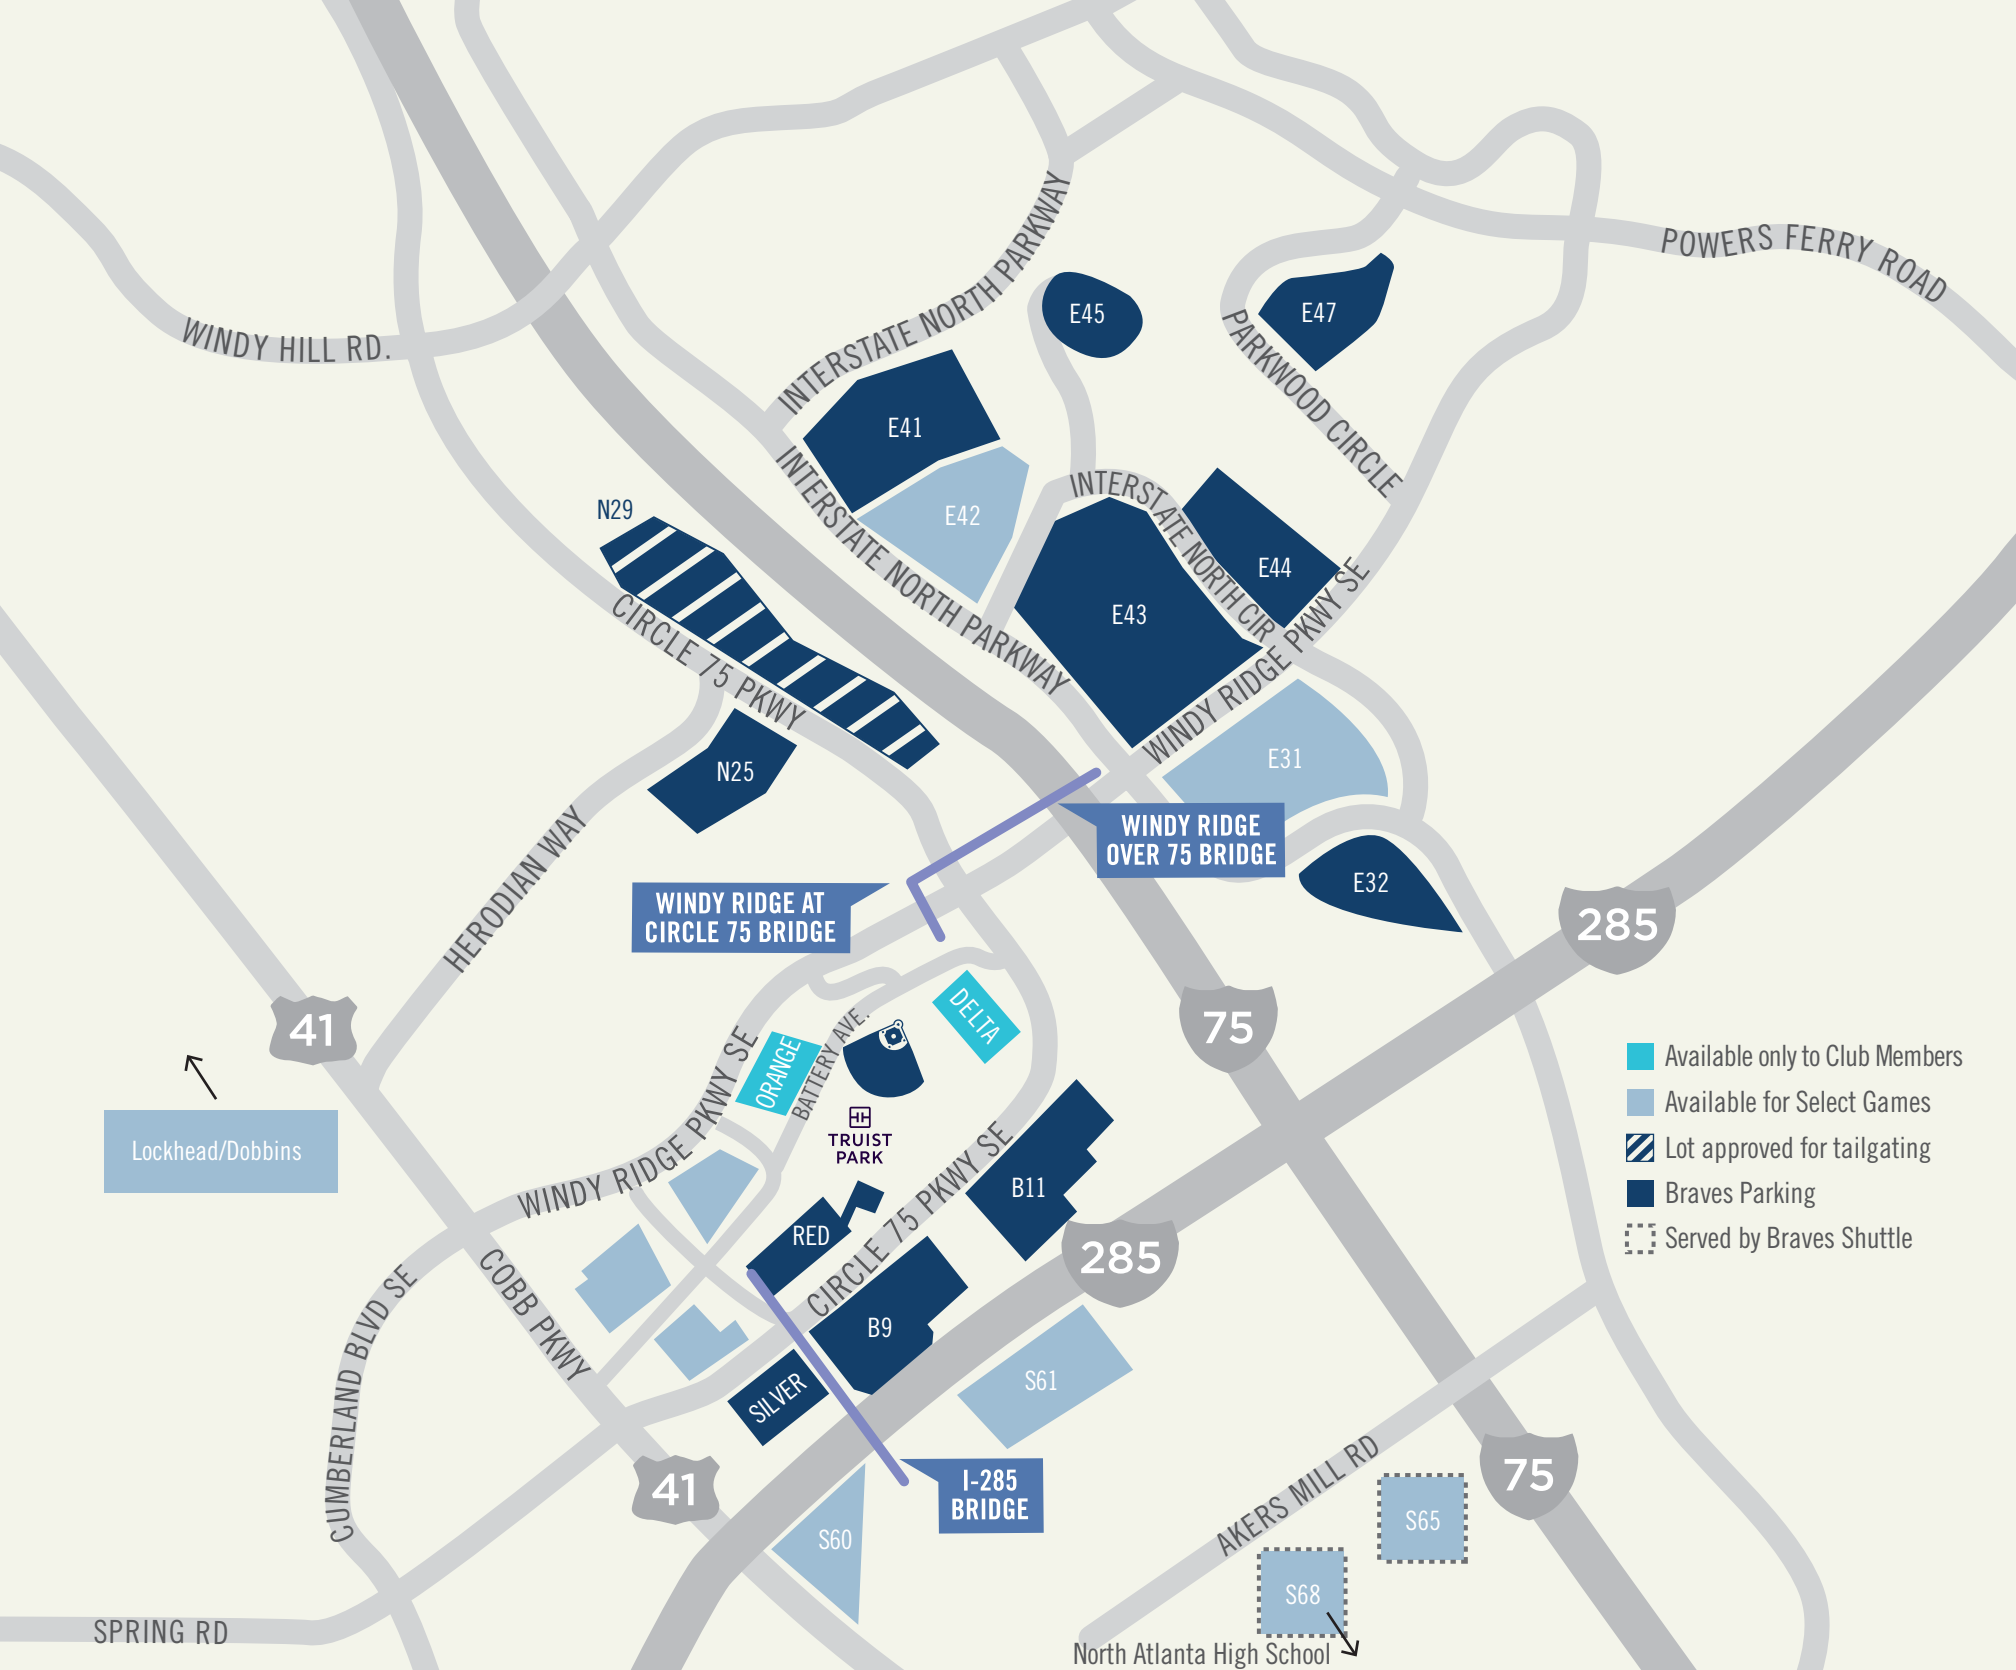 POWERS FERRY ROAD
WINDY HILL RD.
INTERSTATE NORTH PARKWAY
E45
E47
PARKWOOD CIRCLE
E41
INTERSTATE NORTH PARKWAY
E42
INTERSTATE NORTH CIR
N29
E44
E43
WINDY RIDGE PKWY SE
CIRCLE 75 PKWY
N25
E31
WINDY RIDGE
OVER 75 BRIDGE
E32
HERODIAN WAY
WINDY RIDGE AT
CIRCLE 75 BRIDGE
285
41
75
DELTA
ORANGE
BATTERY AVE.
WINDY RIDGE PKWY SE
Available only to Club Members
Available for Select Games
Lot approved for tailgating
Braves Parking
Served by Braves Shuttle
Lockhead/Dobbins
TRUIST
PARK
B11
RED
CIRCLE 75 PKWY SE
285
COBB PKWY
CUMBERLAND BLVD SE
B9
SILVER
S61
41
I-285
BRIDGE
S60
75
AKERS MILL RD
S65
S68
SPRING RD
North Atlanta High School